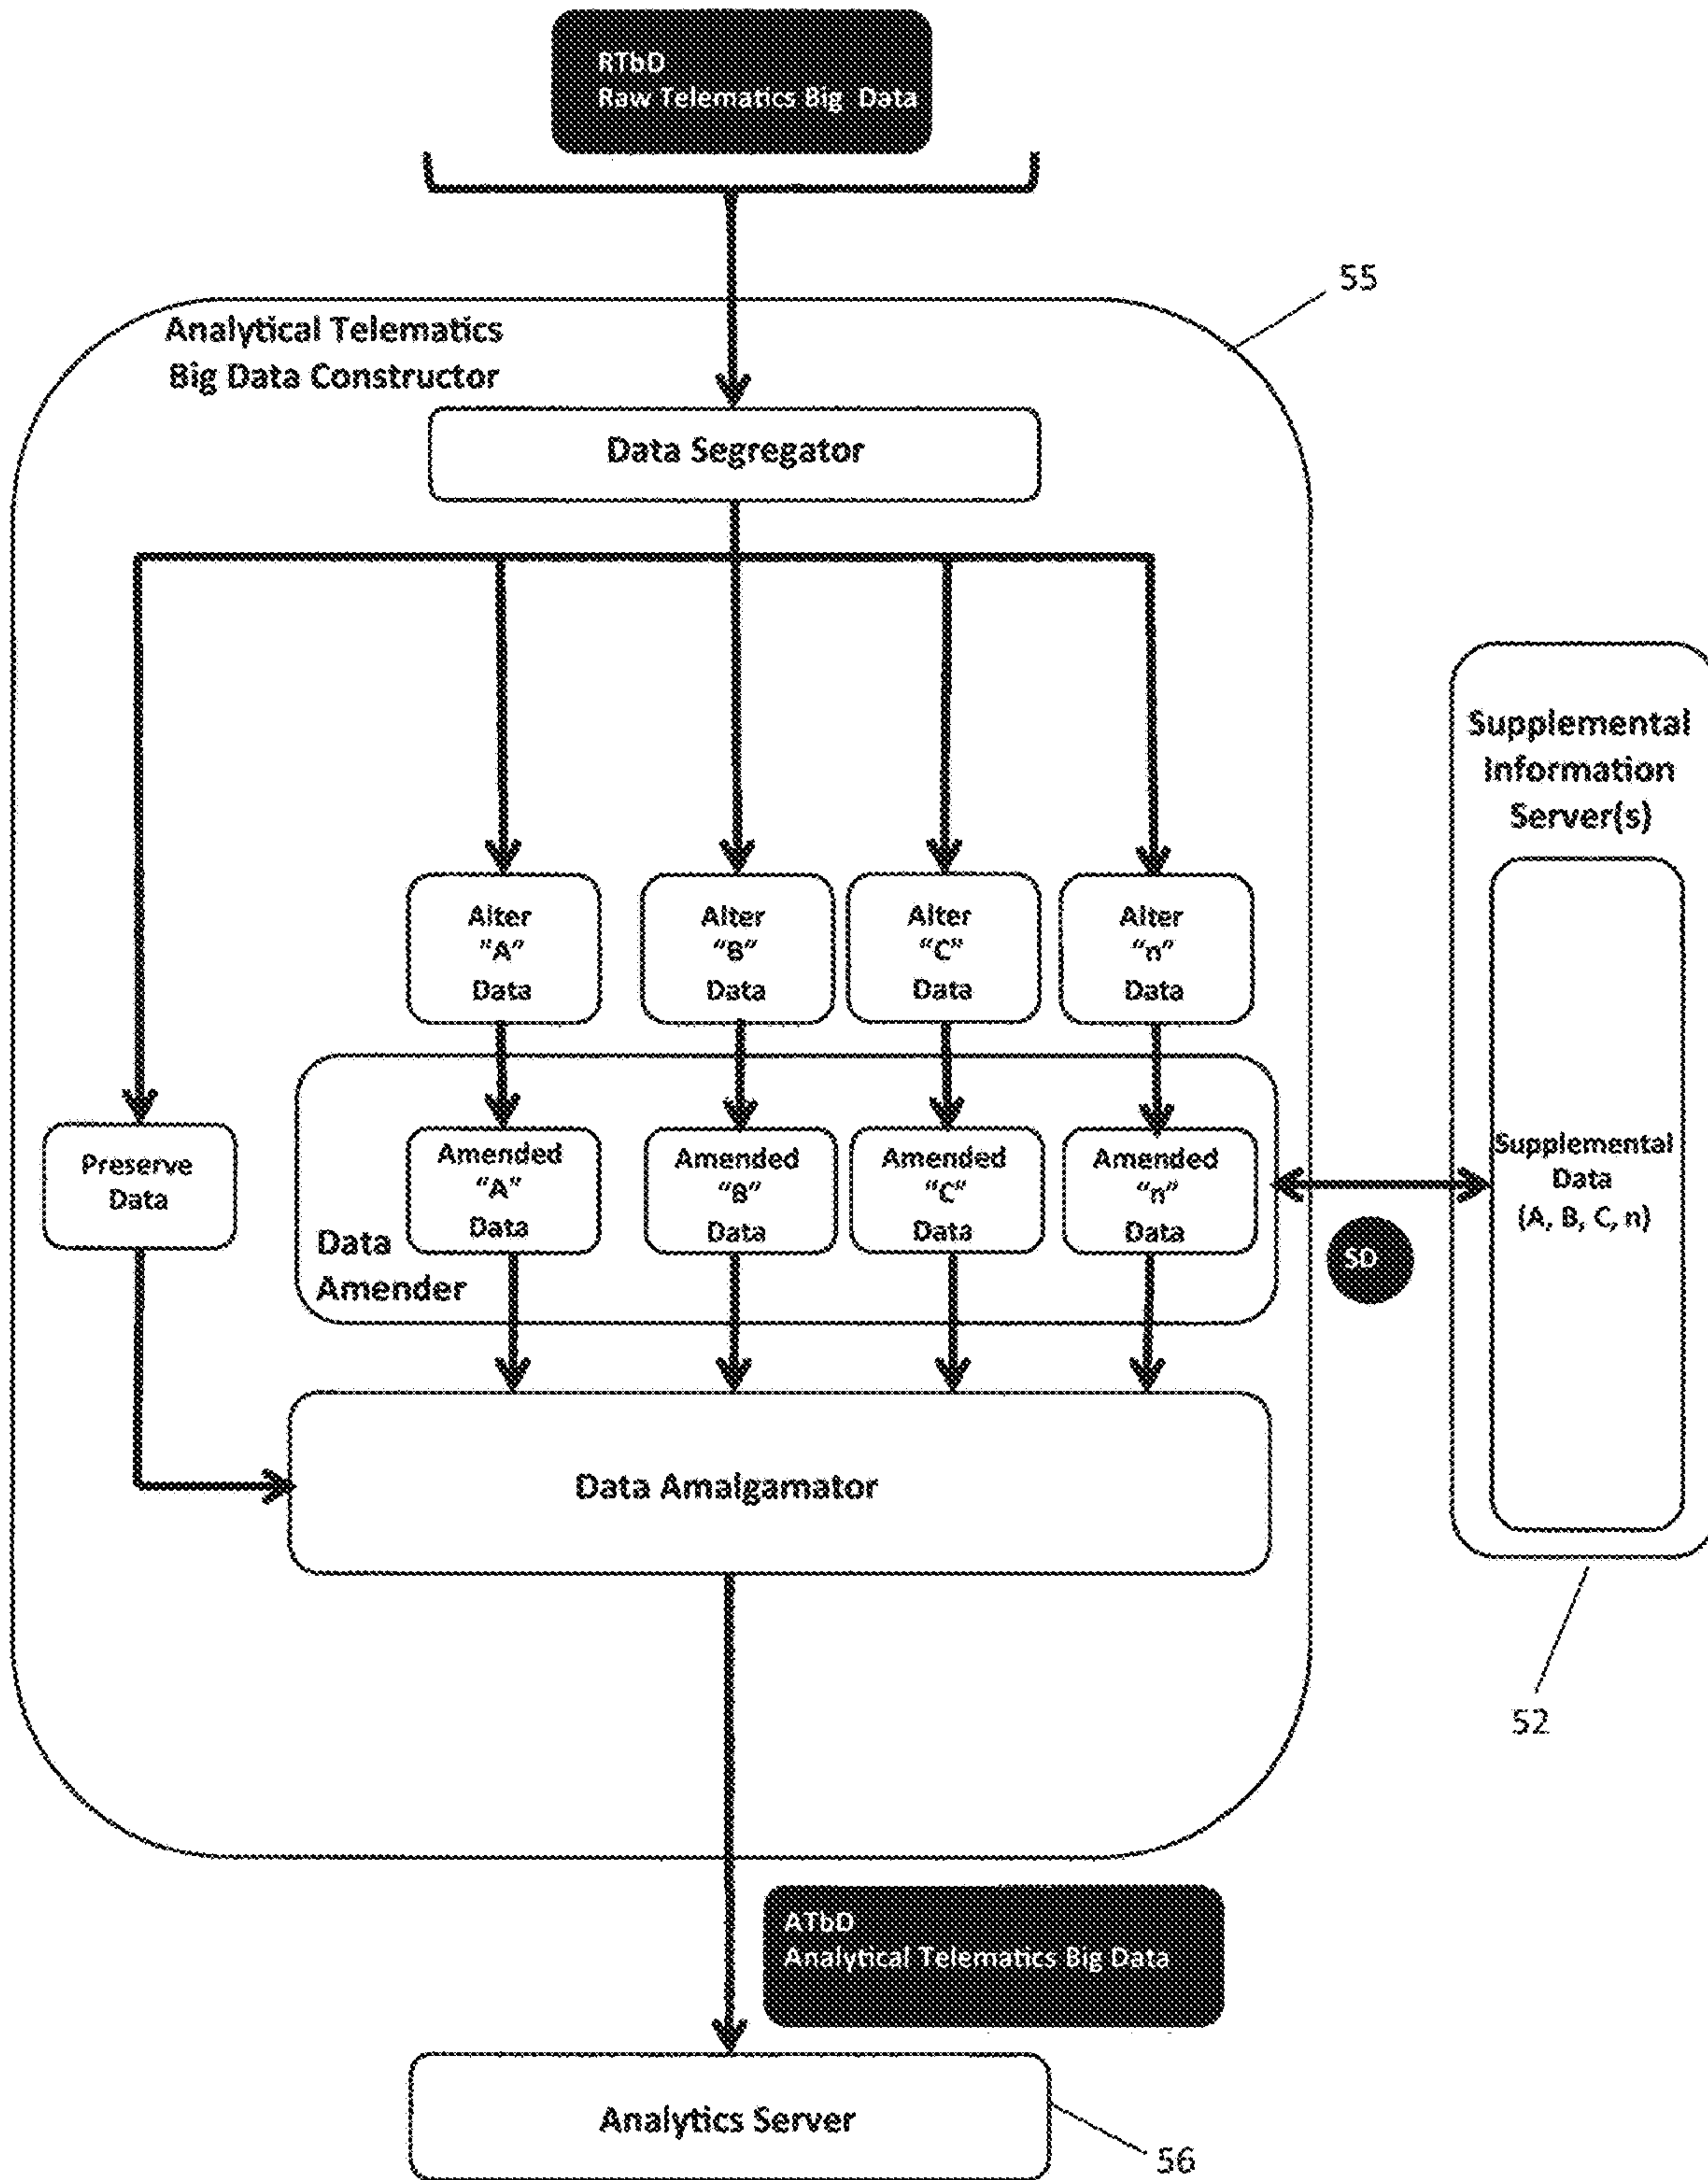 RTbD
Raw Telematics Big Data
55
Analytical Telematics
Big Data Constructor
Data Segregator
Supplemental
Information
Server(s)
Alter
"A"
Data
Alter
"B"
Data
Alter
"C"
Data
Alter
"n"
Data
Preserve
Data
Amended
"A"
Data
Amended
"B"
Data
Amended
"C"
Data
Amended
"n"
Data
Data
Amender
SD
Supplemental
Data
(A, B, C, n)
Data Amalgamator
52
ATbD
Analytical Telematics Big Data
Analytics Server
56